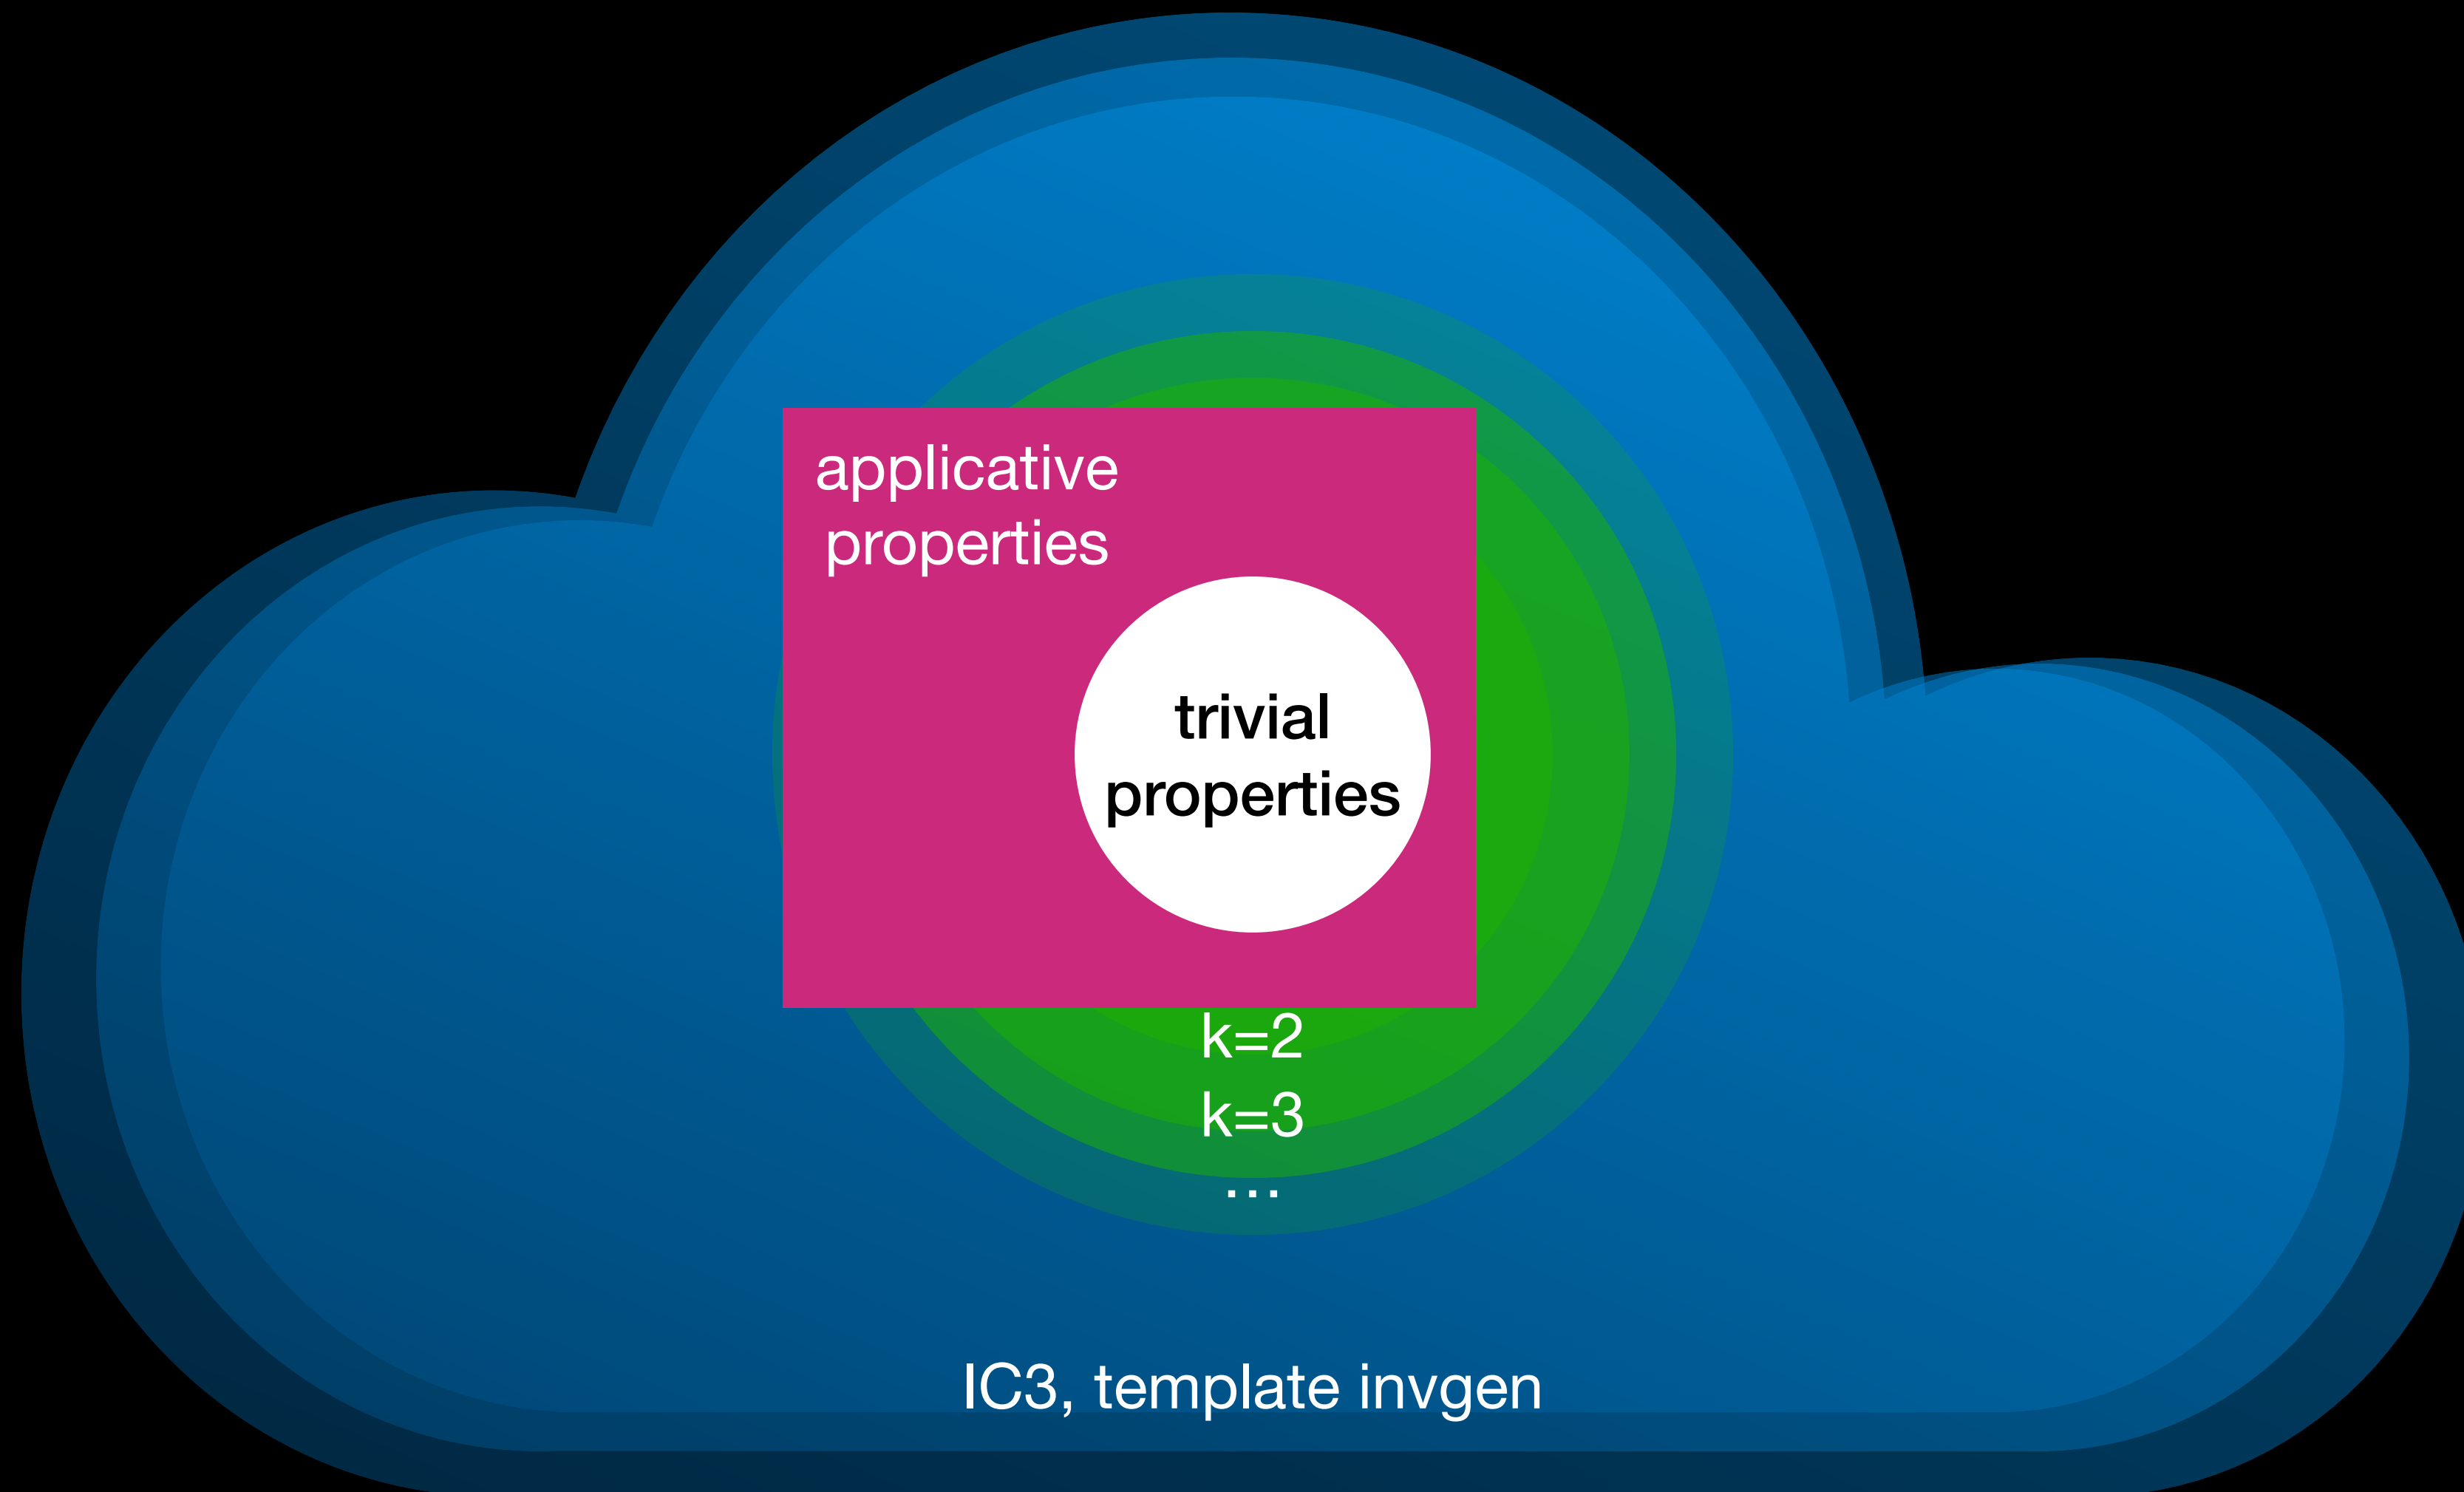 applicative
properties
trivial
properties
k=2
k=3
...
IC3, template invgen